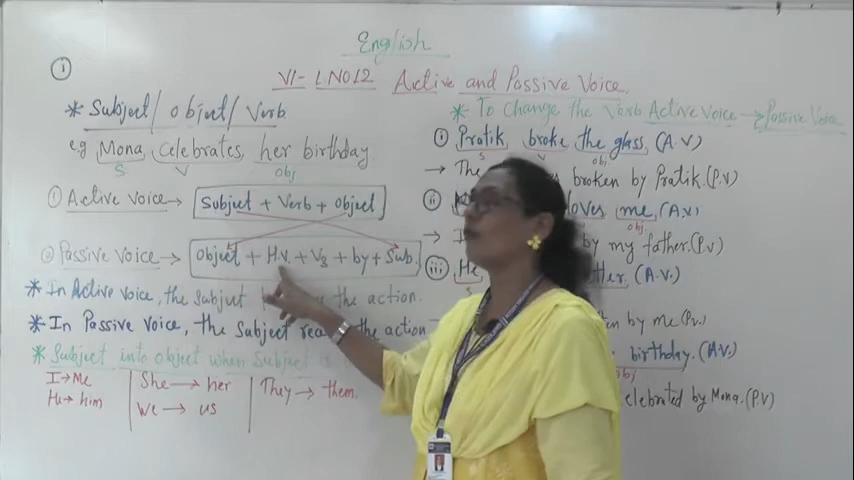 English
①
VI- LNO12 Active and Passive Voice.
* Subject/object/Verb
e.g Mona, celebrates, her birthday
S V obj
① Active voice→ Subject + Verb + Object
② Passive voice→ Object + H.V. + V3 + by + Sub.
* In Active voice, the subject the action.
* In Passive voice, the subject the action
* Subject into object when subject
I→Me
He→him
She→her
We→us
They→them.
* To change the Verb Active voice→Passive Voice
① Pratik broke the glass, (A.V)
S V obj
→ The broken by Pratik.(P.V)
ⅱ loves me, (A.V)
obj
→ by my father.(P.V)
ⅲ He (A.V.)
S
by me(P.V.)
birthday.(A.V.)
obj
celebrated by Mona.(P.V)